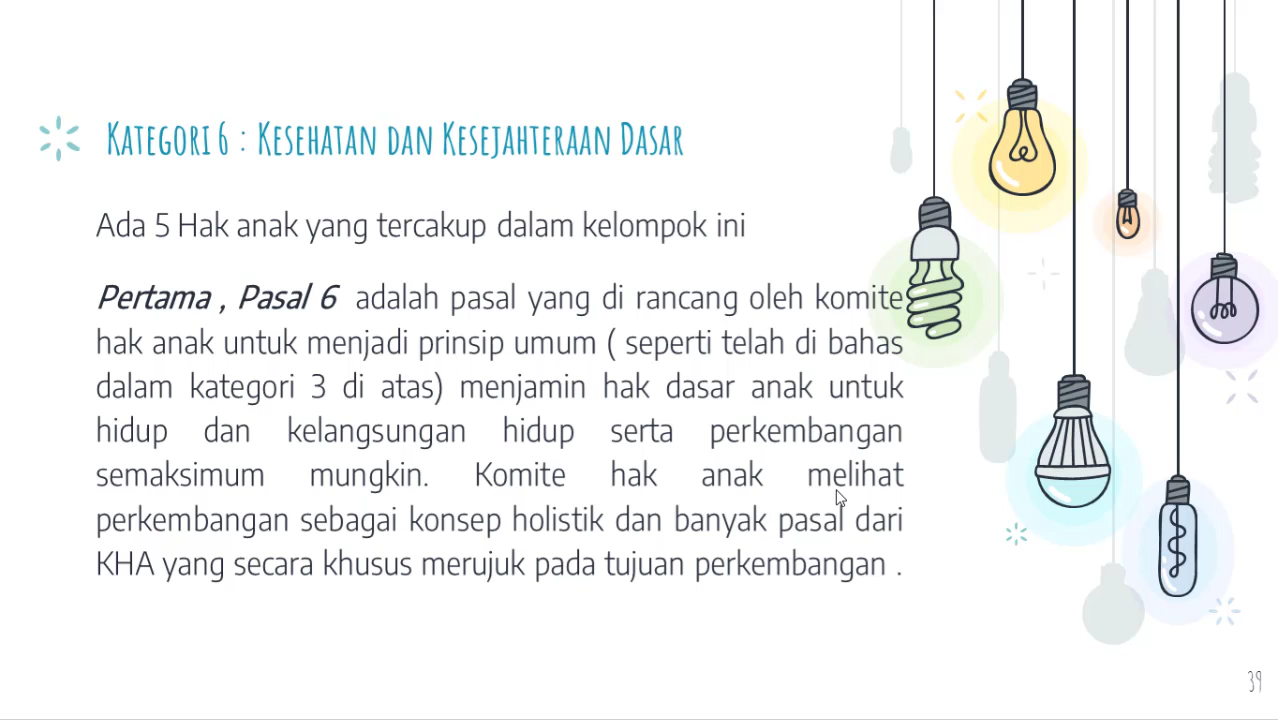 Kategori 6 : Kesehatan dan Kesejahteraan Dasar
Ada 5 Hak anak yang tercakup dalam kelompok ini
Pertama , Pasal 6 adalah pasal yang di rancang oleh komite
hak anak untuk menjadi prinsip umum ( seperti telah di bahas
dalam kategori 3 di atas) menjamin hak dasar anak untuk
hidup dan kelangsungan hidup serta perkembangan
semaksimum mungkin. Komite hak anak melihat
perkembangan sebagai konsep holistik dan banyak pasal dari
KHA yang secara khusus merujuk pada tujuan perkembangan .
39